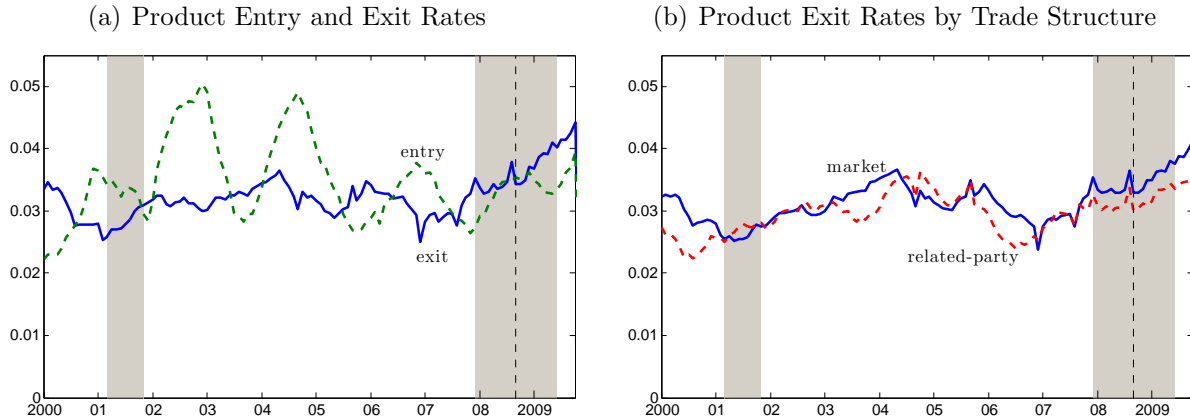 (a) Product Entry and Exit Rates
0.05
0.04
0.03
0.02
0.01
0
2000 01 02 03 04 05 06 07 08 2009
entry
exit
(b) Product Exit Rates by Trade Structure
0.05
0.04
0.03
0.02
0.01
0
2000 01 02 03 04 05 06 07 08 2009
market
related-party